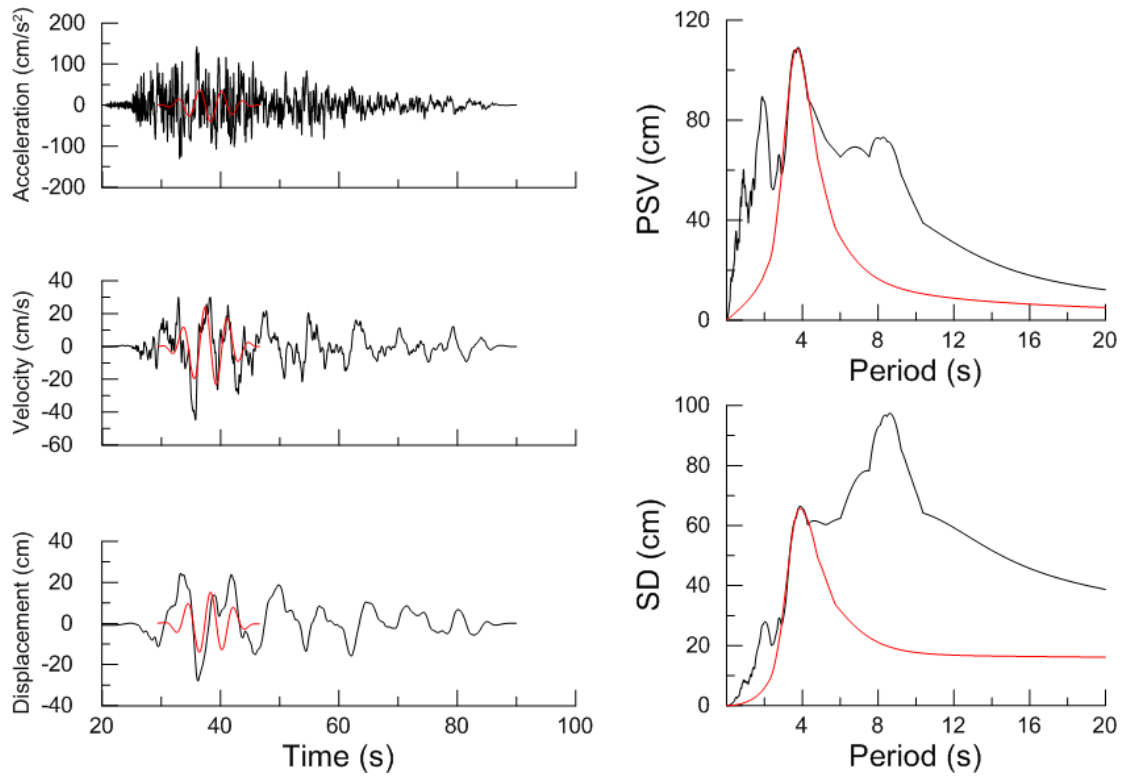 Acceleration (cm/s²)
200
100
0
-100
-200
Velocity (cm/s)
40
20
0
-20
-40
-60
Displacement (cm)
40
20
0
-20
-40
20 40 60 80 100
Time (s)
PSV (cm)
120
80
40
0
4 8 12 16 20
Period (s)
SD (cm)
100
80
60
40
20
0
4 8 12 16 20
Period (s)